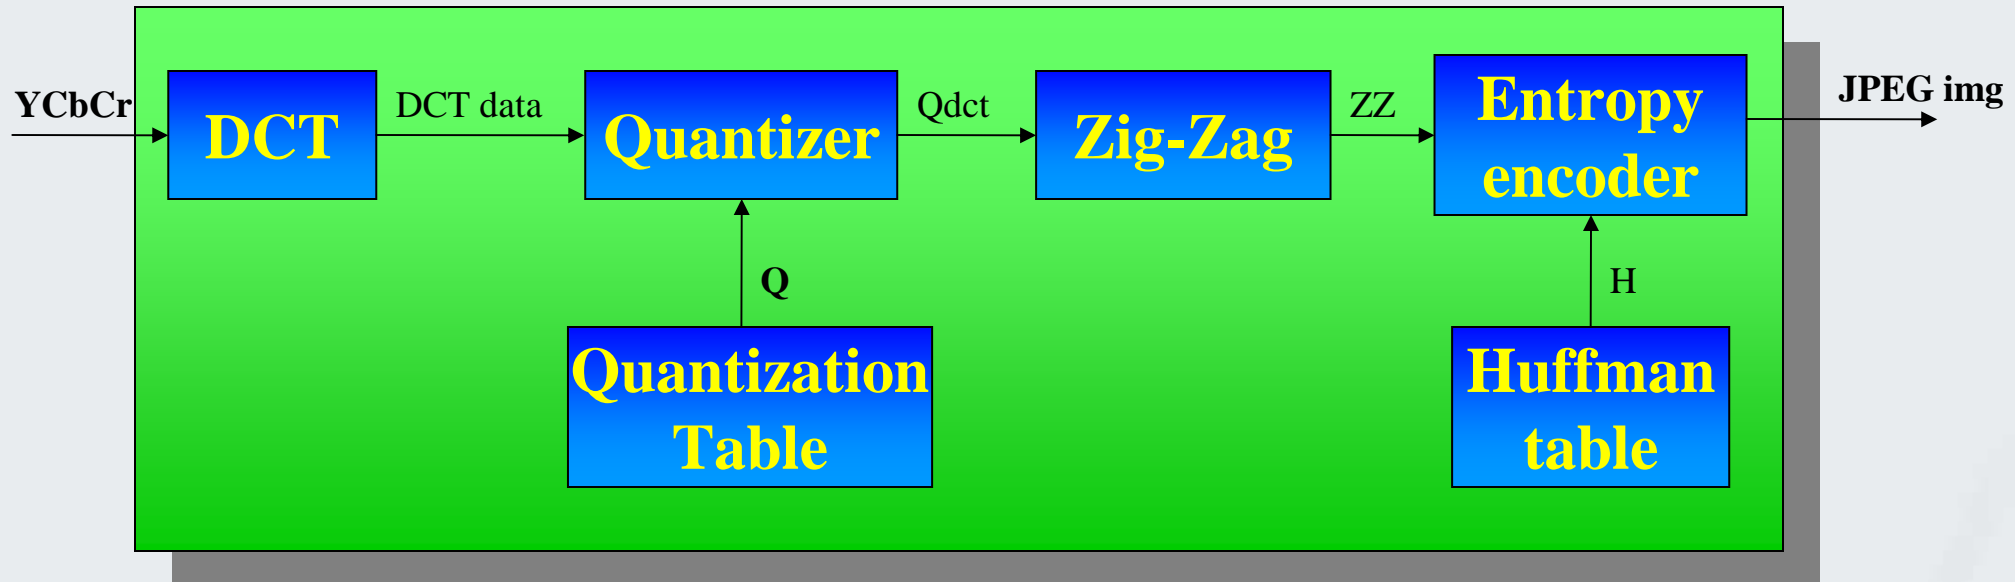 YCbCr
DCT
DCT data
Quantizer
Qdct
Zig-Zag
ZZ
Entropy
encoder
JPEG img
Q
H
Quantization
Table
Huffman
table